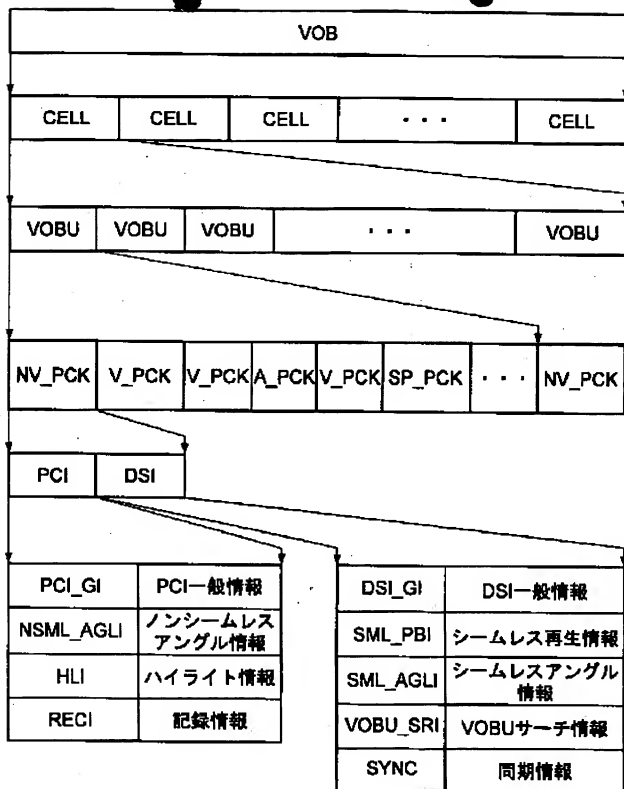 VOB
CELL CELL CELL ・・・ CELL
VOBU VOBU VOBU ・・・ VOBU
NV_PCK V_PCK V_PCK A_PCK V_PCK SP_PCK ・・・ NV_PCK
PCI DSI
PCI_GI PCI一般情報
NSML_AGLI ノンシームレス
アングル情報
HLI ハイライト情報
RECI 記録情報
DSI_GI DSI一般情報
SML_PBI シームレス再生情報
SML_AGLI シームレスアングル
情報
VOBU_SRI VOBUサーチ情報
SYNC 同期情報